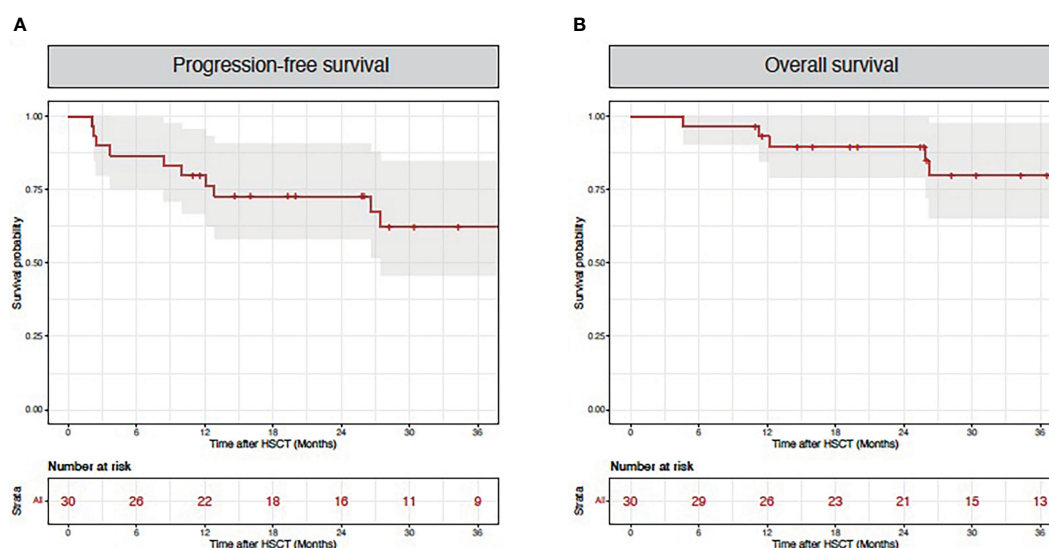 A
B
Progression-free survival
Overall survival
Survival probability
1.00
0.75
0.50
0.25
0.00
0 6 12 18 24 30 36
Time after HSCT (Months)
Number at risk
Strata
All 30 26 22 18 16 11 9
0 6 12 18 24 30 36
Time after HSCT (Months)
Survival probability
1.00
0.75
0.50
0.25
0.00
0 6 12 18 24 30 36
Time after HSCT (Months)
Number at risk
Strata
All 30 29 26 23 21 15 13
0 6 12 18 24 30 36
Time after HSCT (Months)